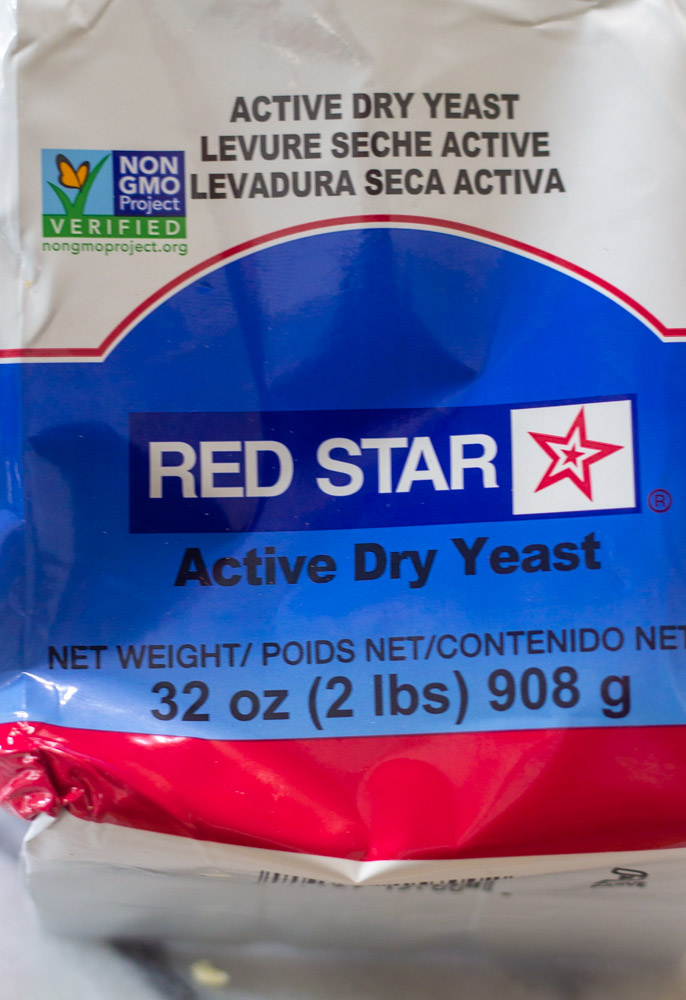 ACTIVE DRY YEAST
LEVURE SECHE ACTIVE
LEVADURA SECA ACTIVA
NON
GMO
Project
VERIFIED
nongmoproject.org
RED STAR ®
Active Dry Yeast
NET WEIGHT/ POIDS NET/CONTENIDO NET
32 oz (2 lbs) 908 g